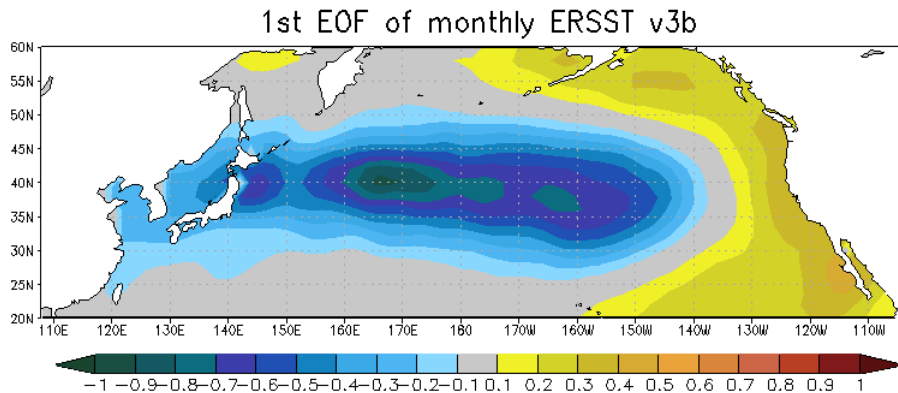 1st EOF of monthly ERSST v3b
60N
55N
50N
45N
40N
35N
30N
25N
20N
110E 120E 130E 140E 150E 160E 170E 180 170W 160W 150W 140W 130W 120W 110W
-1 -0.9-0.8-0.7-0.6-0.5-0.4-0.3-0.2-0.1 0.1 0.2 0.3 0.4 0.5 0.6 0.7 0.8 0.9 1